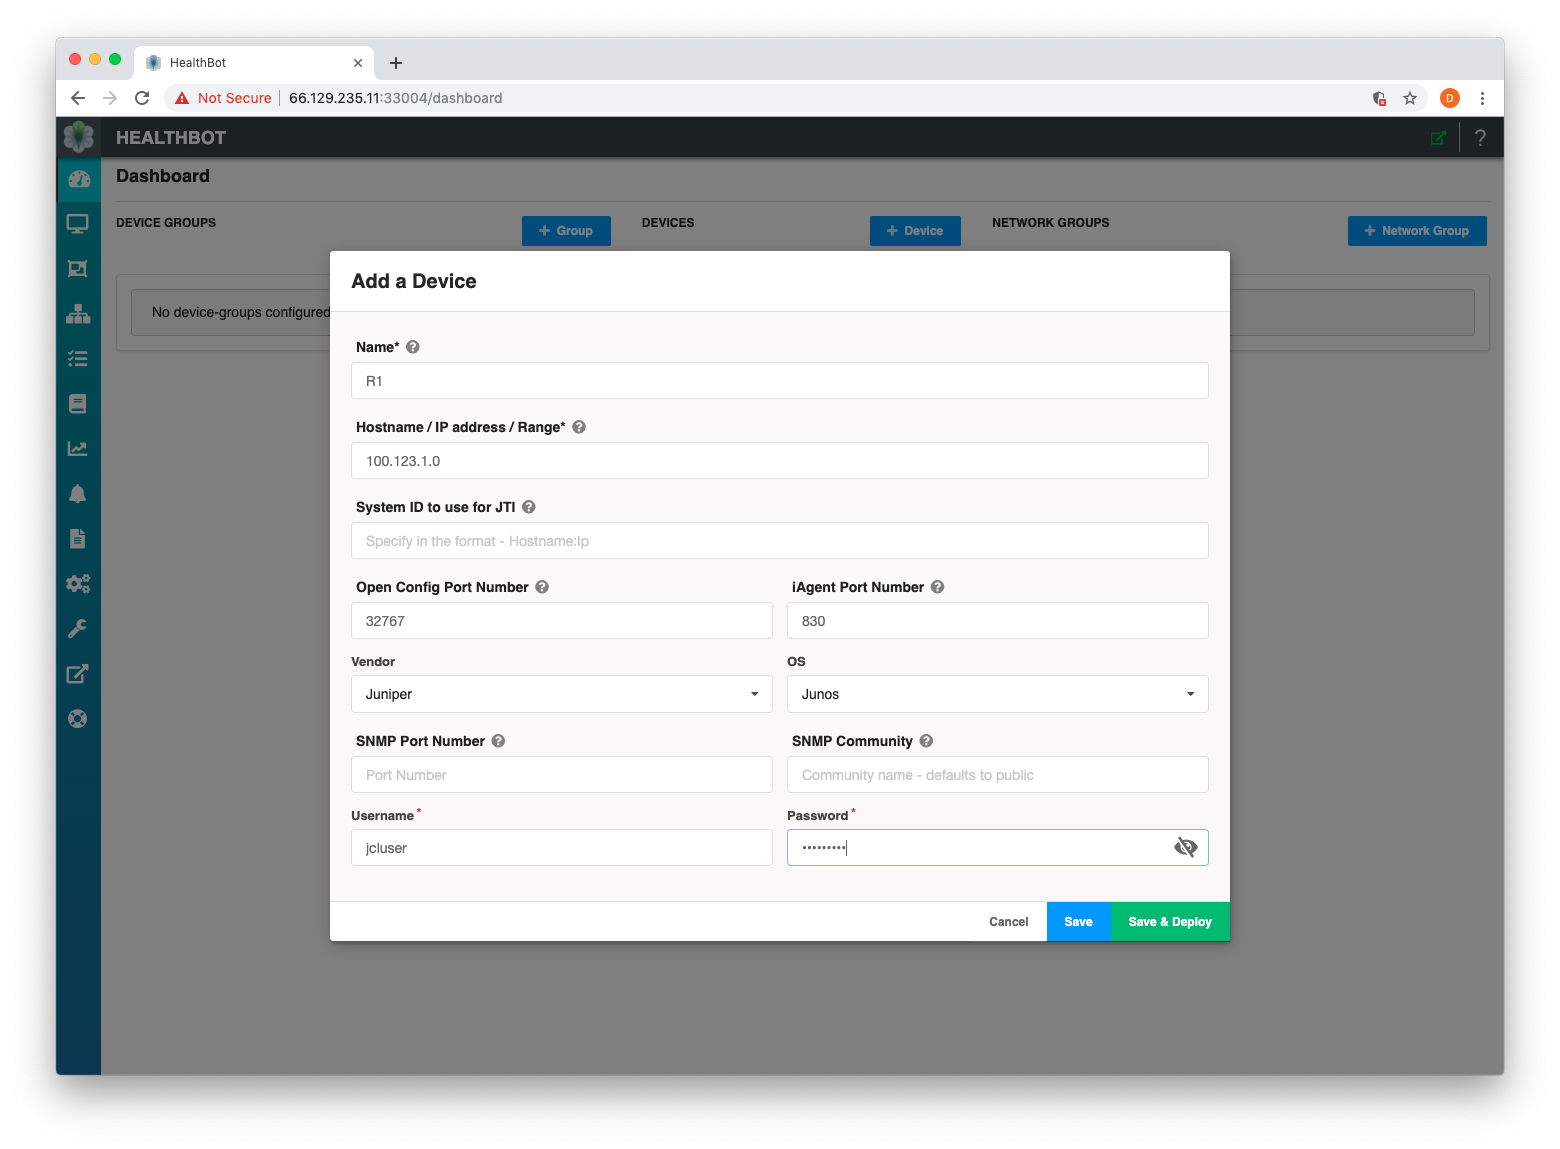 HealthBot
Not Secure 66.129.235.11:33004/dashboard
D
HEALTHBOT
?
Dashboard
DEVICE GROUPS
+ Group
DEVICES
+ Device
NETWORK GROUPS
+ Network Group
No device-groups configured
Add a Device
Name* ?
R1
Hostname / IP address / Range* ?
100.123.1.0
System ID to use for JTI ?
Specify in the format - Hostname:Ip
Open Config Port Number ?
iAgent Port Number ?
32767
830
Vendor
OS
Juniper
Junos
SNMP Port Number ?
SNMP Community ?
Port Number
Community name - defaults to public
Username *
Password *
jcluser
•••••••••
Cancel
Save
Save & Deploy